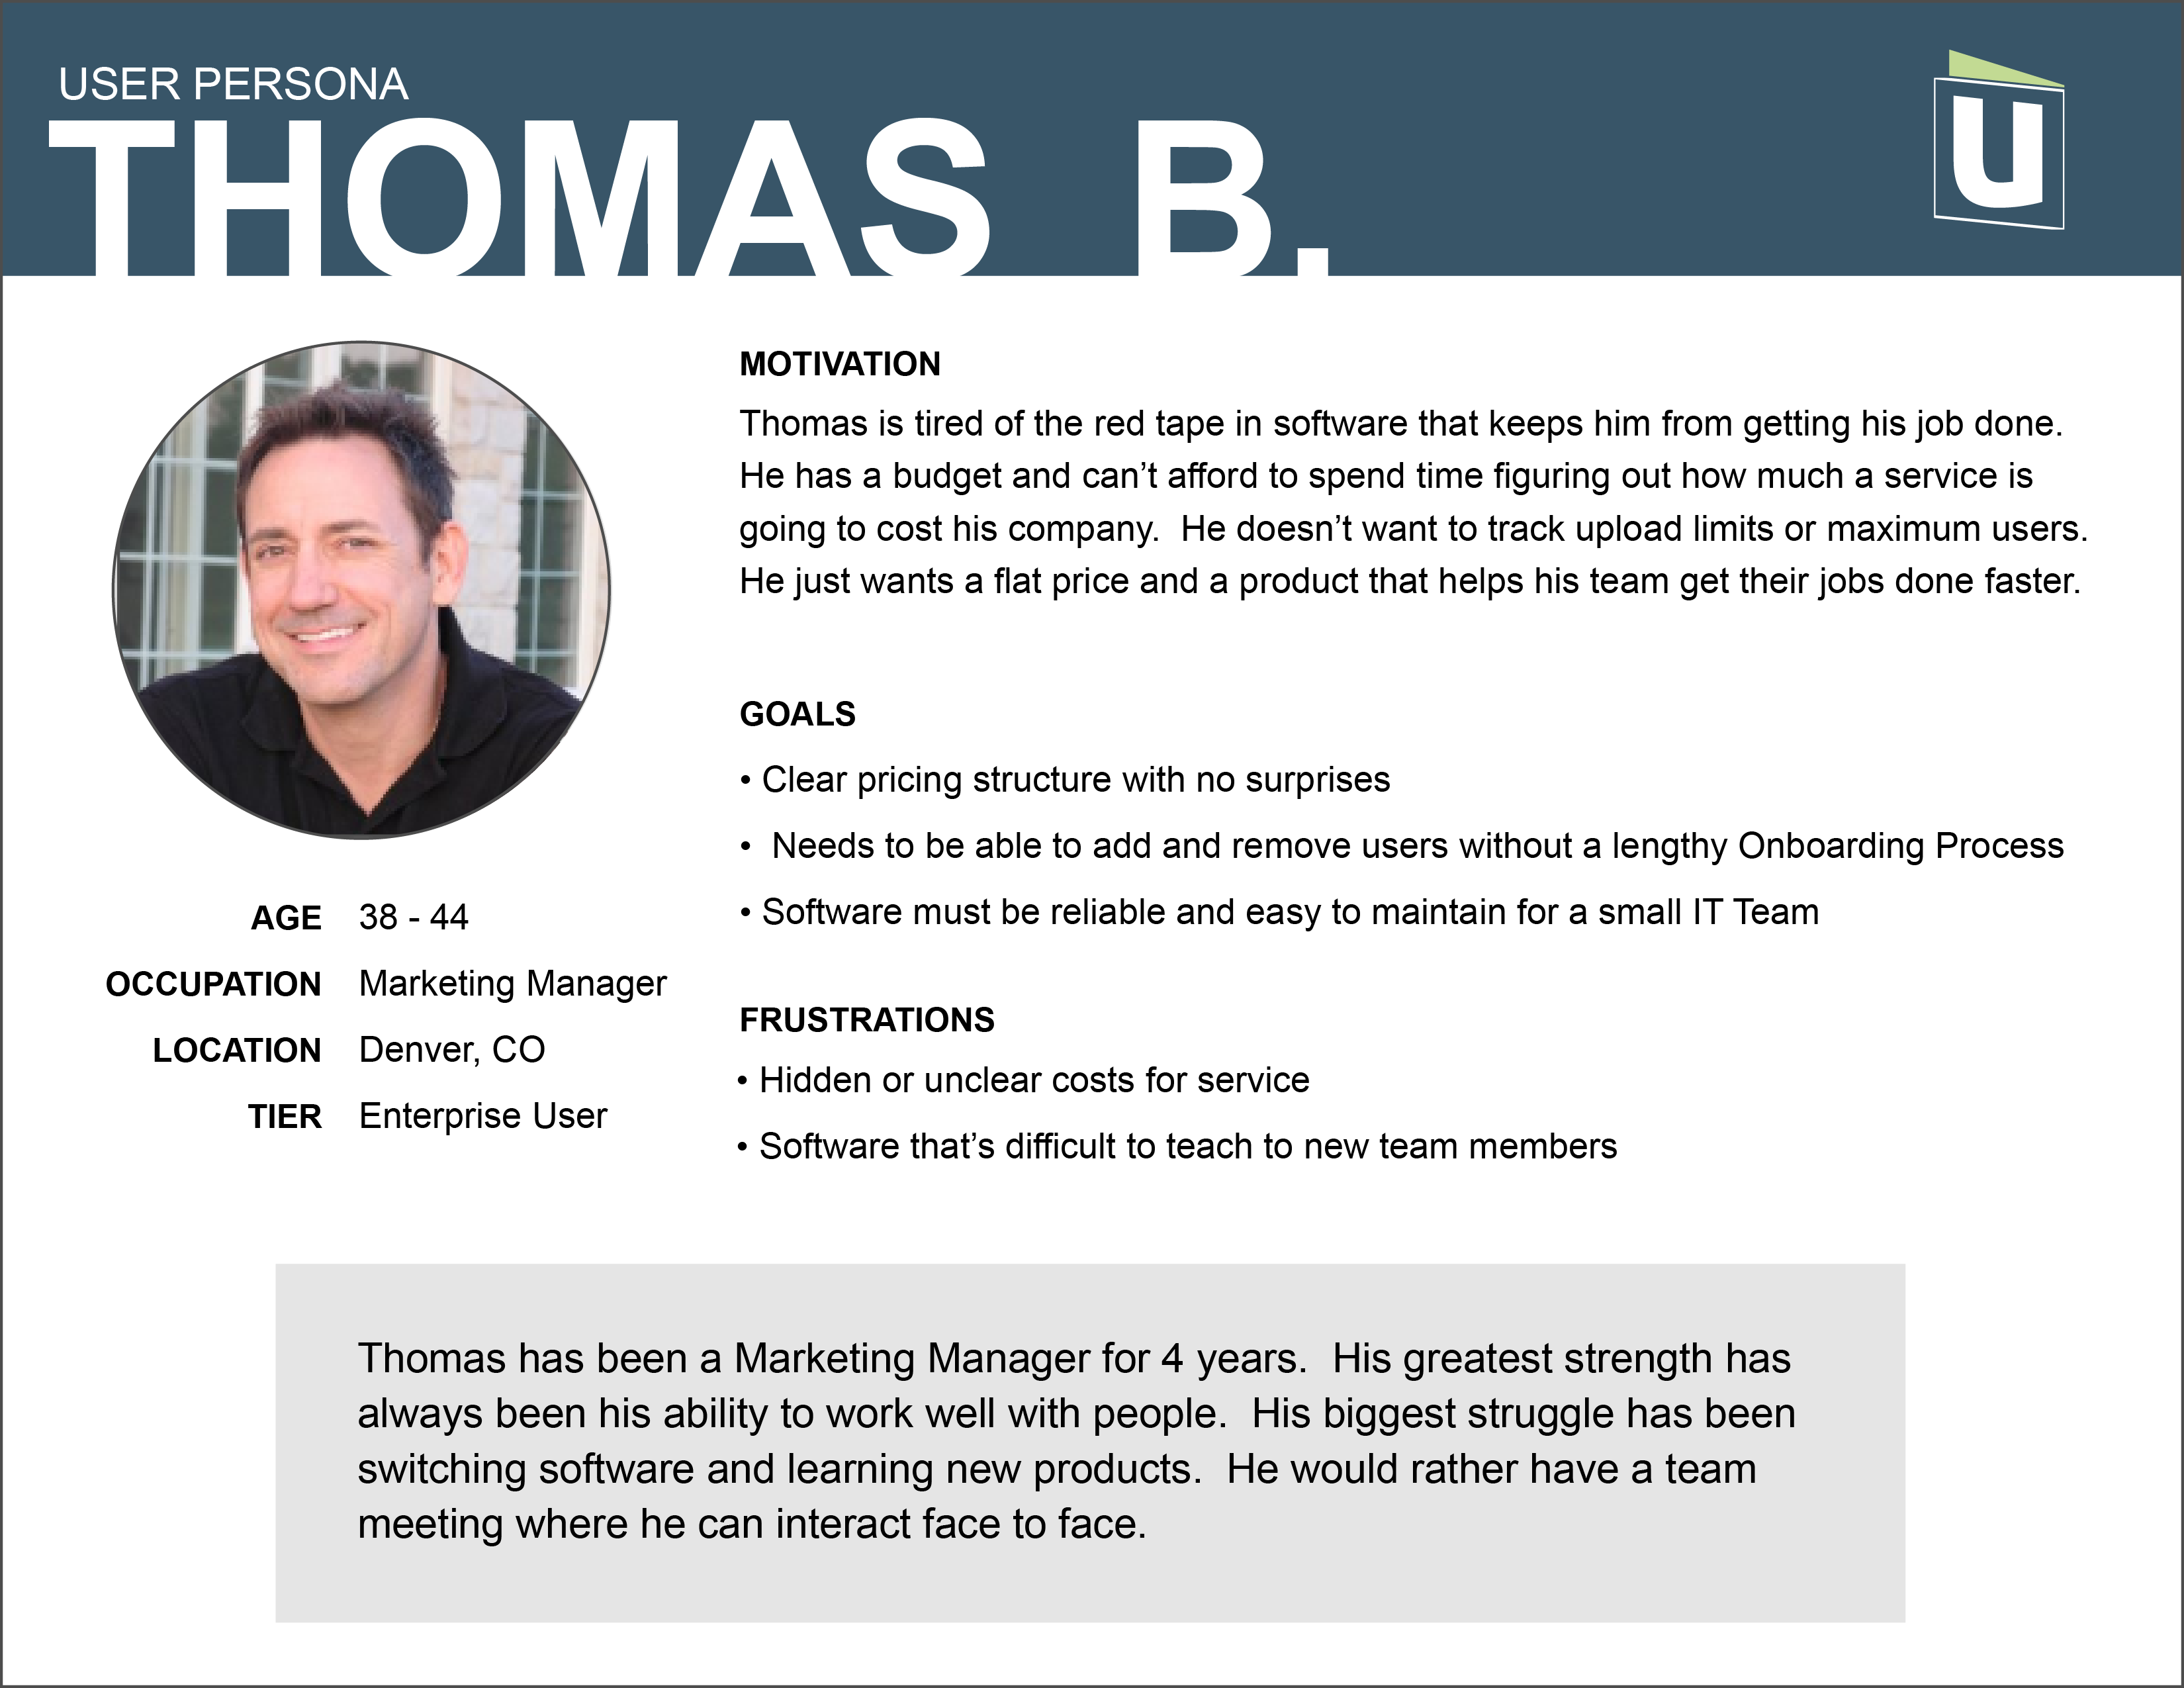 USER PERSONA
THOMAS B.
U
MOTIVATION
Thomas is tired of the red tape in software that keeps him from getting his job done.
He has a budget and can’t afford to spend time figuring out how much a service is
going to cost his company.  He doesn’t want to track upload limits or maximum users.
He just wants a flat price and a product that helps his team get their jobs done faster.
GOALS
• Clear pricing structure with no surprises
•  Needs to be able to add and remove users without a lengthy Onboarding Process
• Software must be reliable and easy to maintain for a small IT Team
AGE 38 - 44
OCCUPATION Marketing Manager
LOCATION Denver, CO
TIER Enterprise User
FRUSTRATIONS
• Hidden or unclear costs for service
• Software that’s difficult to teach to new team members
Thomas has been a Marketing Manager for 4 years.  His greatest strength has
always been his ability to work well with people.  His biggest struggle has been
switching software and learning new products.  He would rather have a team
meeting where he can interact face to face.